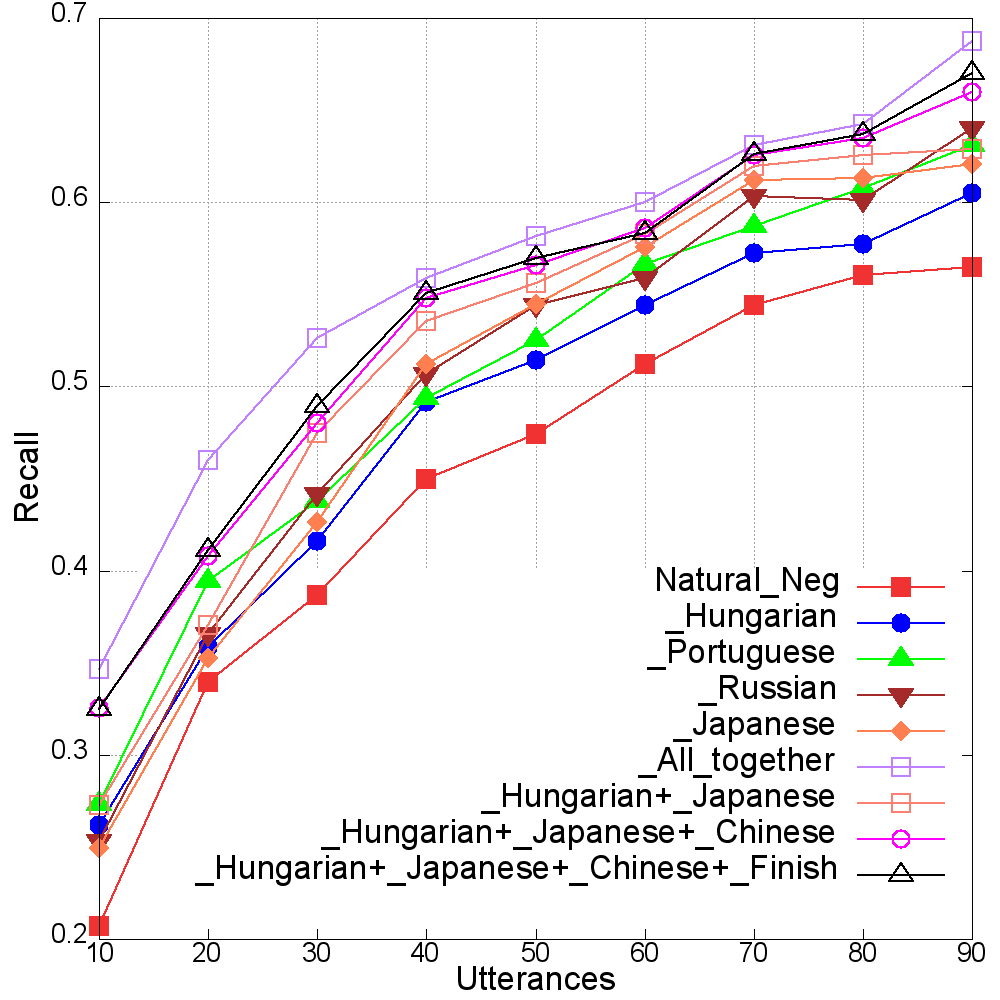 0.7
0.6
0.5
0.4
0.3
0.2
Recall
Natural_Neg
_Hungarian
_Portuguese
_Russian
_Japanese
_All_together
_Hungarian+_Japanese
_Hungarian+_Japanese+_Chinese
_Hungarian+_Japanese+_Chinese+_Finish
10 20 30 40 50 60 70 80 90
Utterances